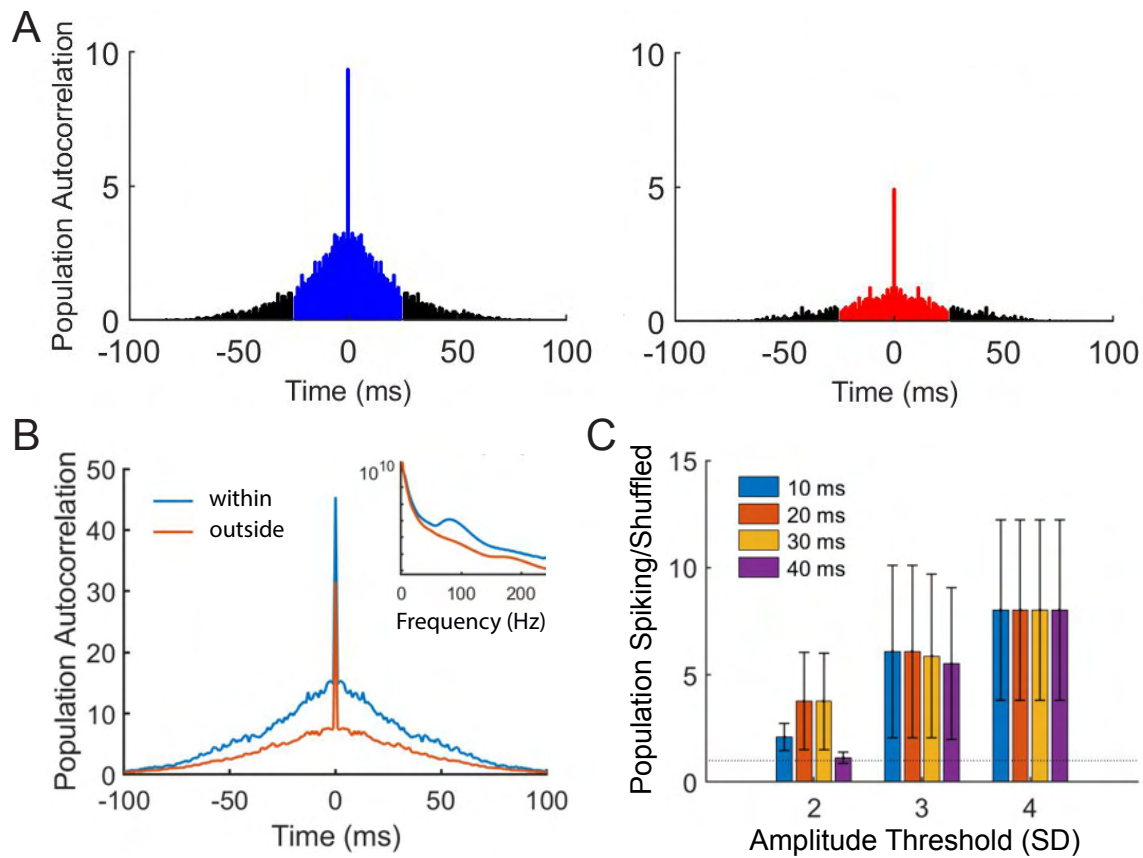 A
Population Autocorrelation
10
5
0
-100 -50 0 50 100
Time (ms)
10
5
0
-100 -50 0 50 100
Time (ms)
B
Population Autocorrelation
50
40
30
20
10
0
-100 -50 0 50 100
Time (ms)
within
outside
10^10
0 100 200
Frequency (Hz)
C
Population Spiking/Shuffled
15
10
5
0
10 ms
20 ms
30 ms
40 ms
2 3 4
Amplitude Threshold (SD)